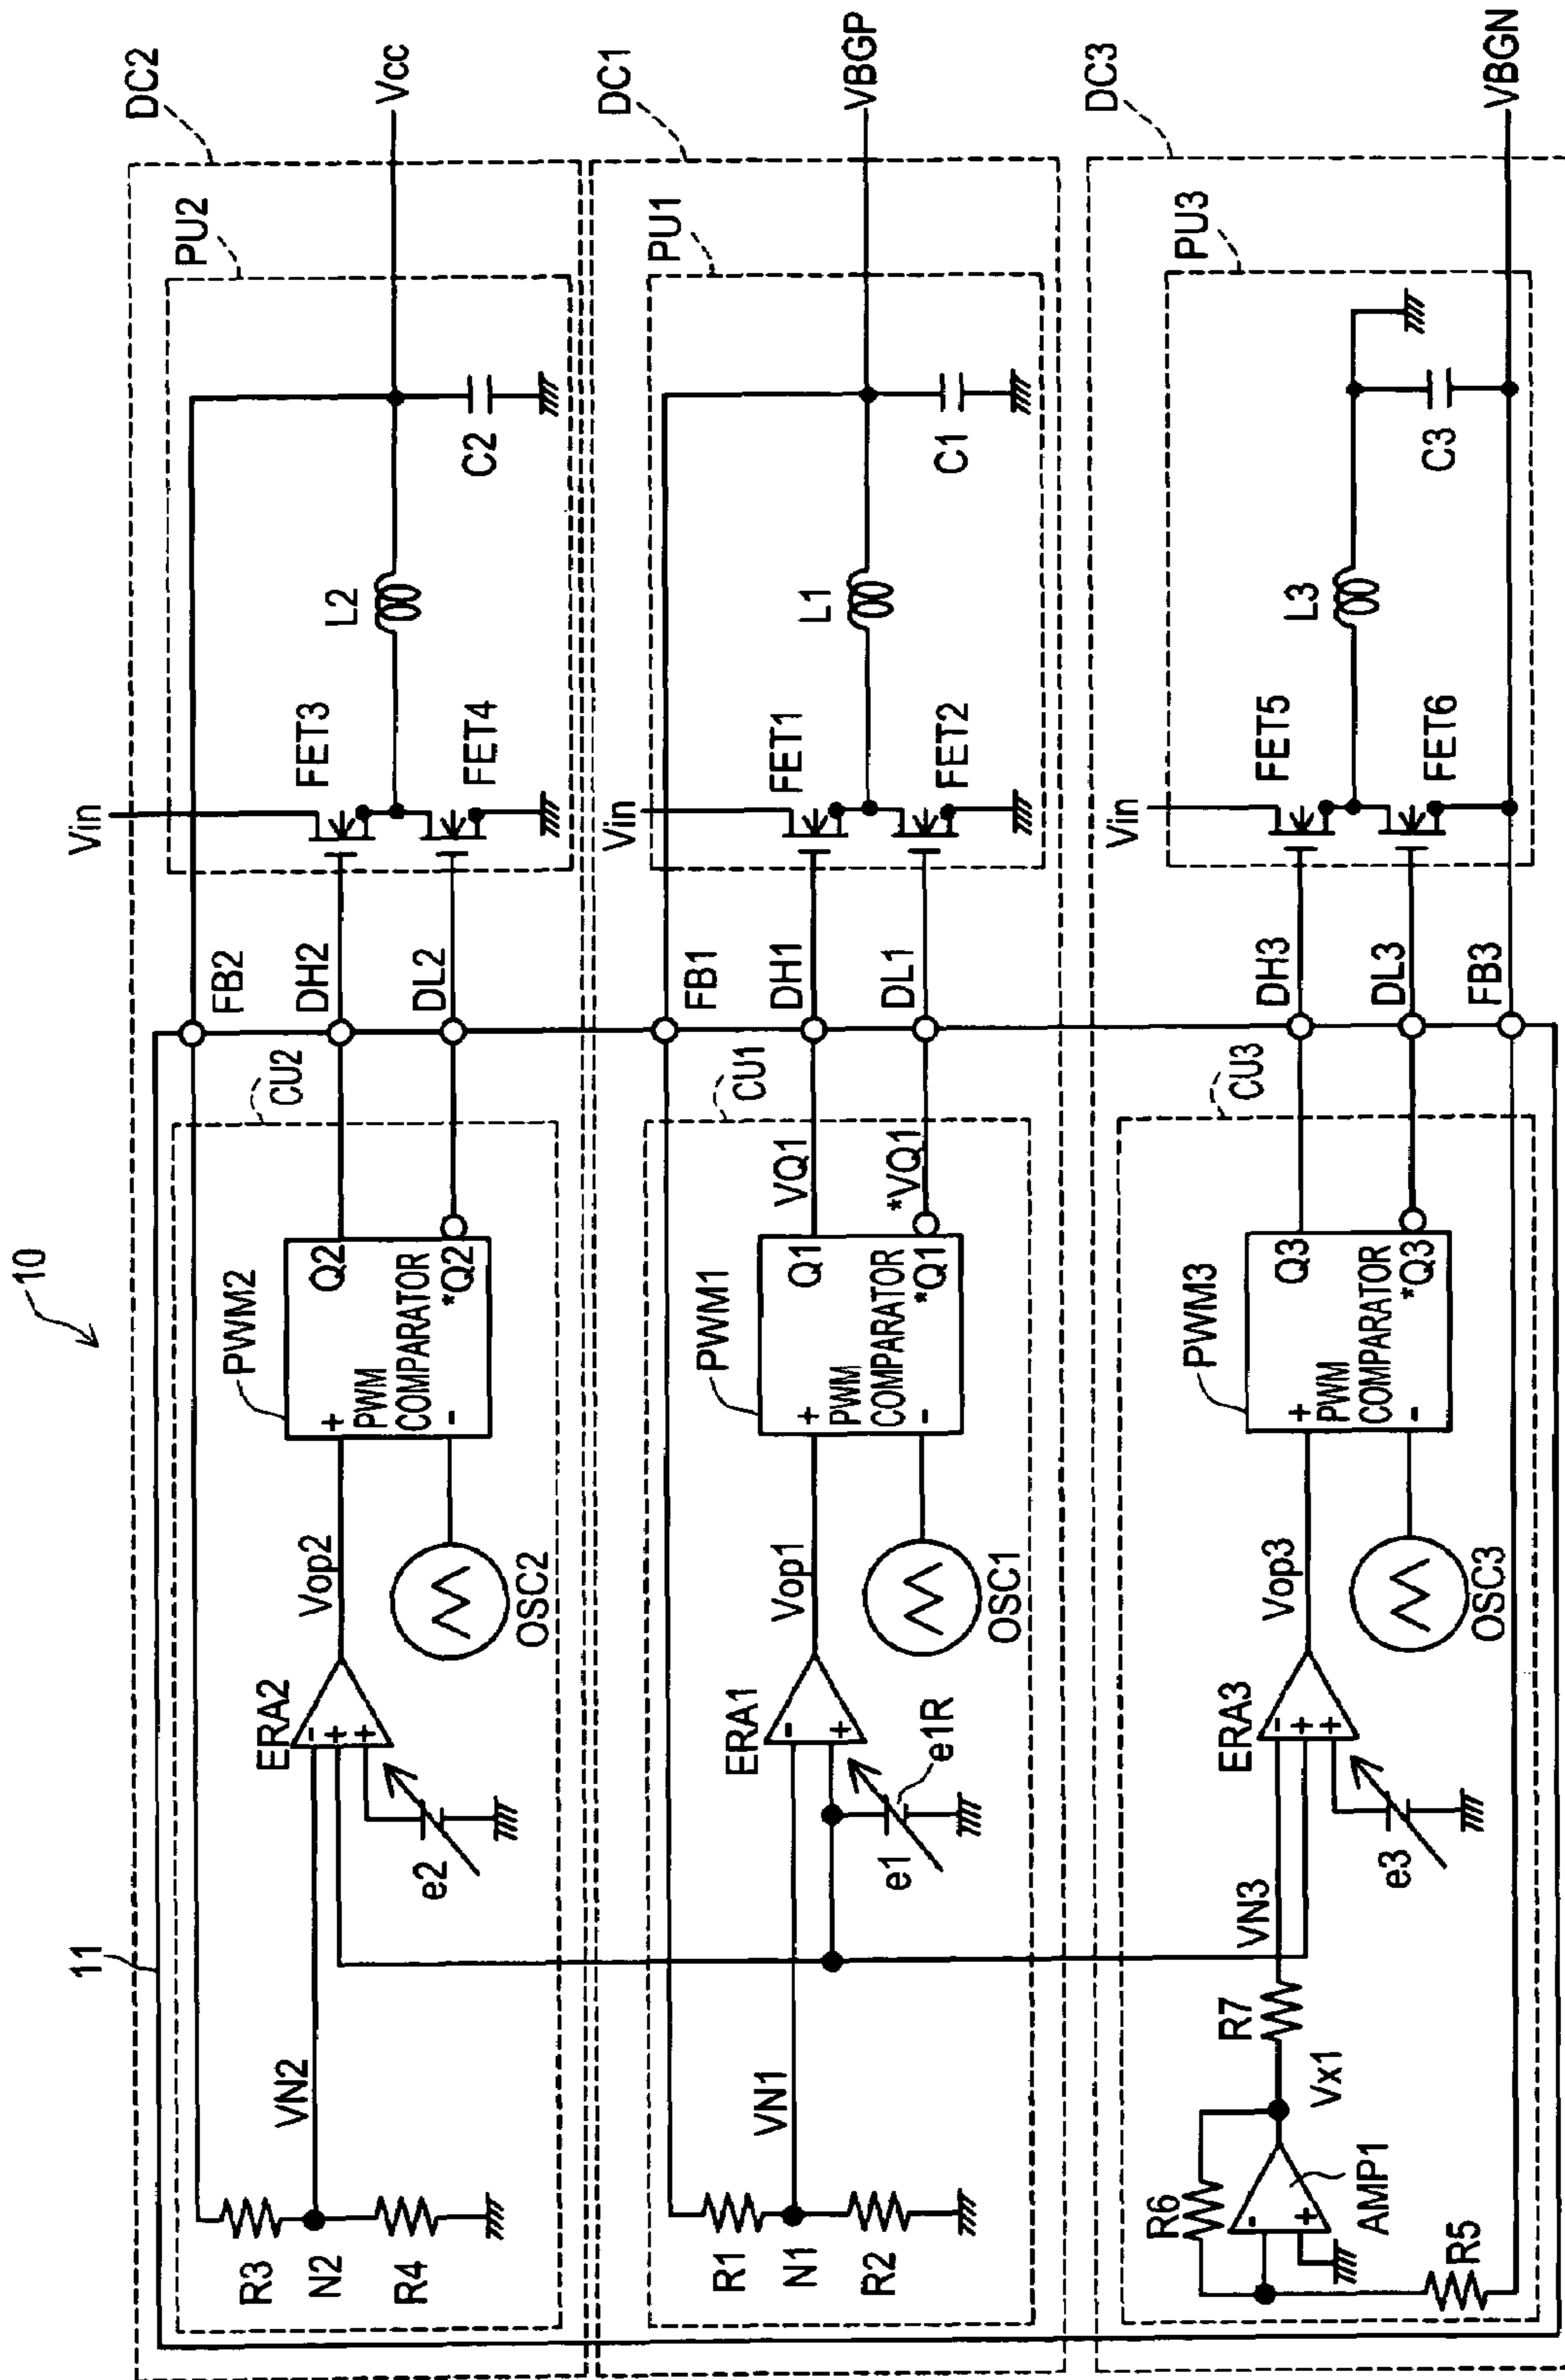 10
11
DC2
PU2
Vin
Vcc
FET3
FET4
L2
C2
FB2
DH2
DL2
CU2
PWM2
+
-
PWM
COMPARATOR
Q2
*Q2
Vop2
OSC2
ERA2
-
+
+
e2
VN2
R3
N2
R4
DC1
PU1
Vin
VBGP
FET1
FET2
L1
C1
FB1
DH1
DL1
CU1
VQ1
*VQ1
PWM1
+
-
PWM
COMPARATOR
Q1
*Q1
Vop1
OSC1
ERA1
-
+
e1R
e1
VN1
R1
N1
R2
DC3
PU3
Vin
VBGN
FET5
FET6
L3
C3
DH3
DL3
FB3
CU3
PWM3
+
-
PWM
COMPARATOR
Q3
*Q3
Vop3
OSC3
ERA3
-
+
+
e3
VN3
R7
Vx1
R6
-
+
AMP1
R5